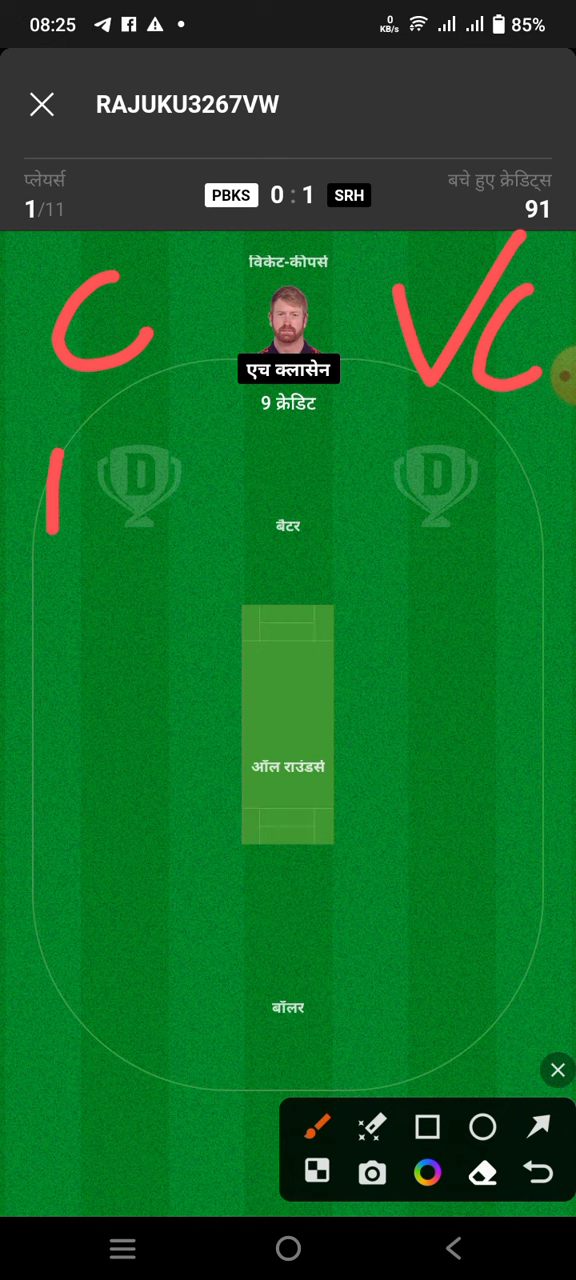 08:25 0 KB/s 85%
RAJUKU3267VW
प्लेयर्स बचे हुए क्रेडिट्स
1/11 PBKS 0 : 1 SRH 91
विकेट-कीपर्स
C VC
एच क्लासेन
9 क्रेडिट
1
D D
बैटर
ऑल राउंडर्स
बॉलर